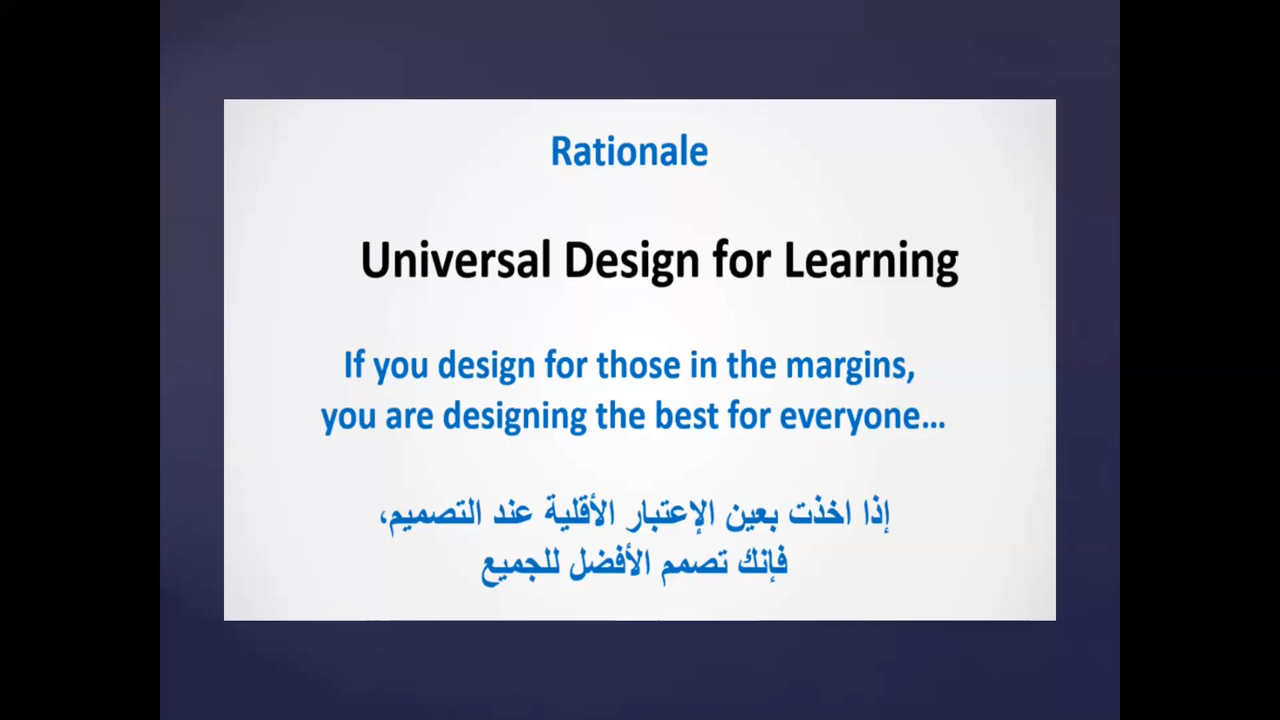 Rationale
Universal Design for Learning
If you design for those in the margins,
you are designing the best for everyone…
إذا اخذت بعين الإعتبار الأقلية عند التصميم،
فإنك تصمم الأفضل للجميع